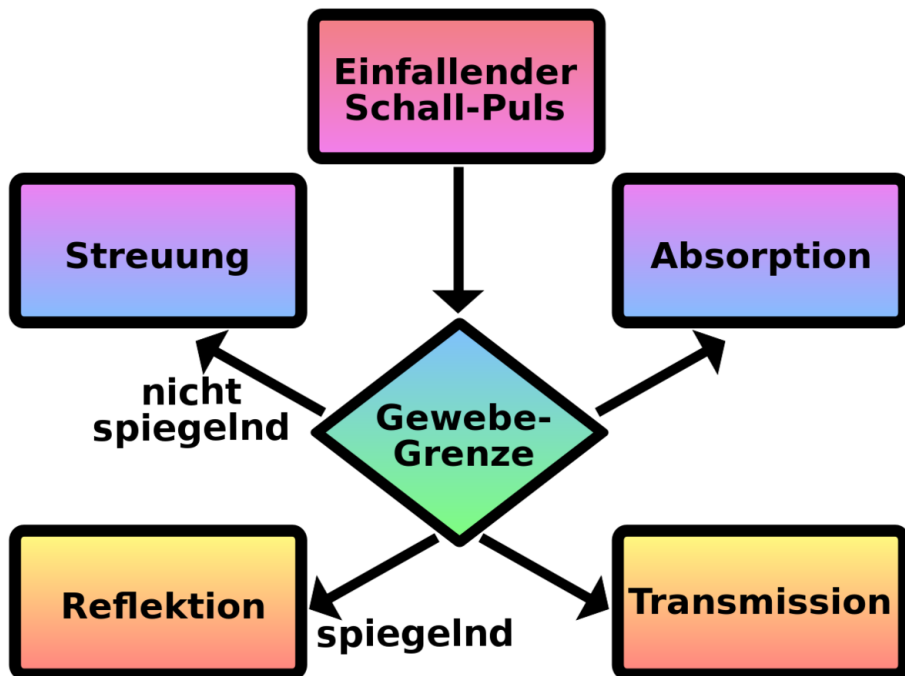 Einfallender
Schall-Puls
Streuung
Absorption
nicht
spiegelnd
Gewebe-
Grenze
Reflektion
Transmission
spiegelnd